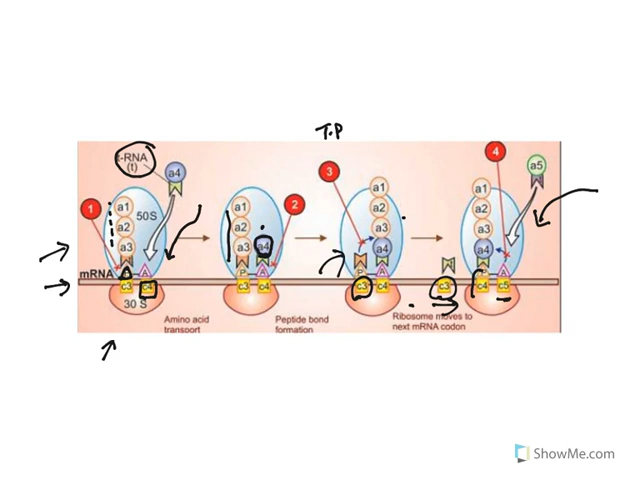 T.P
t-RNA
(t)
a4
4
a5
3
1
2
a1
a2
a3
50S
a1
a2
a3
a4
a1
a2
a3
a4
a1
a2
a3
a4
mRNA
P
A
P
A
P
A
A
c3
c4
c3
c4
c3
c4
c3
c4
c5
30 S
Amino acid
transport
Peptide bond
formation
Ribosome moves to
next mRNA codon
ShowMe.com